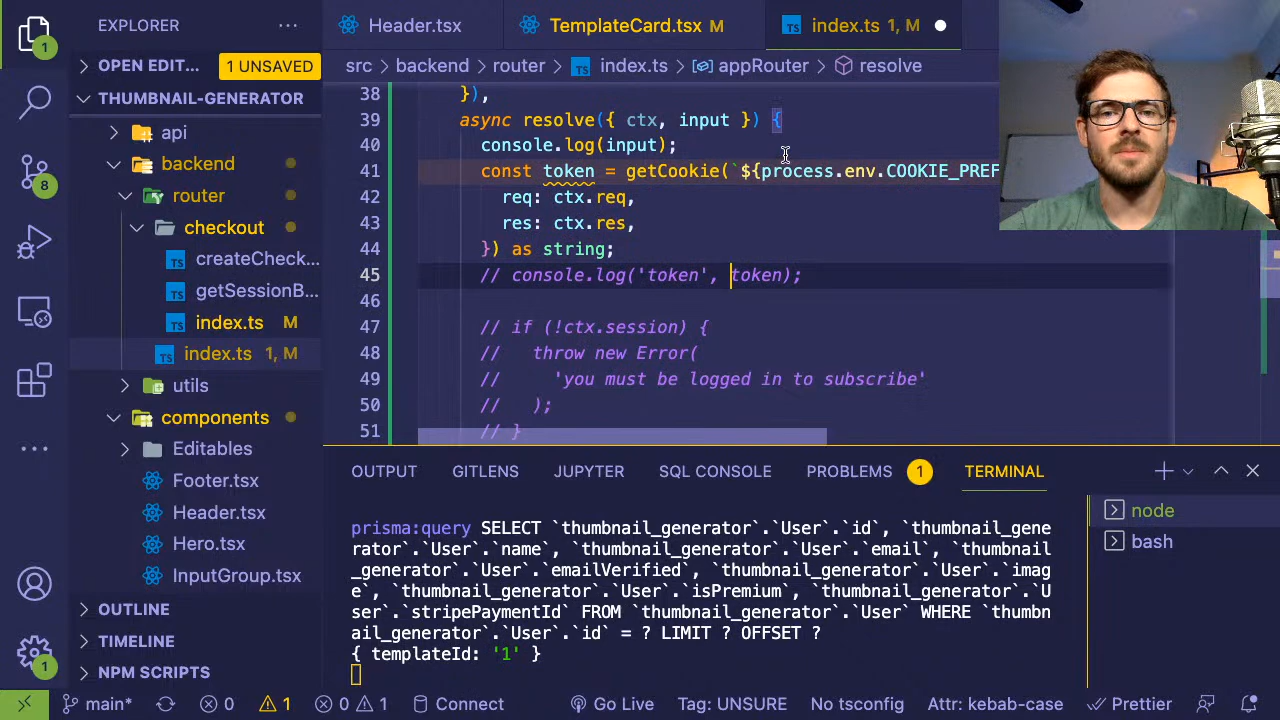 EXPLORER
Header.tsx
TemplateCard.tsx M
index.ts 1, M
OPEN EDIT... 1 UNSAVED
src > backend > router > index.ts > appRouter > resolve
THUMBNAIL-GENERATOR
api
backend
router
checkout
createCheck...
getSessionB...
index.ts M
index.ts 1, M
utils
components
Editables
Footer.tsx
Header.tsx
Hero.tsx
InputGroup.tsx
OUTLINE
TIMELINE
NPM SCRIPTS
1
8
1
38 }),
39 async resolve({ ctx, input }) {
40 console.log(input);
41 const token = getCookie(`${process.env.COOKIE_PREF
42 req: ctx.req,
43 res: ctx.res,
44 }) as string;
45 // console.log('token', token);
46
47 // if (!ctx.session) {
48 //   throw new Error(
49 //     'you must be logged in to subscribe'
50 //   );
51 // }
OUTPUT GITLENS JUPYTER SQL CONSOLE PROBLEMS 1 TERMINAL
prisma:query SELECT `thumbnail_generator`.`User`.`id`, `thumbnail_gene
rator`.`User`.`name`, `thumbnail_generator`.`User`.`email`, `thumbnail
_generator`.`User`.`emailVerified`, `thumbnail_generator`.`User`.`imag
e`, `thumbnail_generator`.`User`.`isPremium`, `thumbnail_generator`.`U
ser`.`stripePaymentId` FROM `thumbnail_generator`.`User` WHERE `thumbn
ail_generator`.`User`.`id` = ? LIMIT ? OFFSET ?
{ templateId: '1' }
node
bash
main* 0 1 0 1 Connect Go Live Tag: UNSURE No tsconfig Attr: kebab-case Prettier